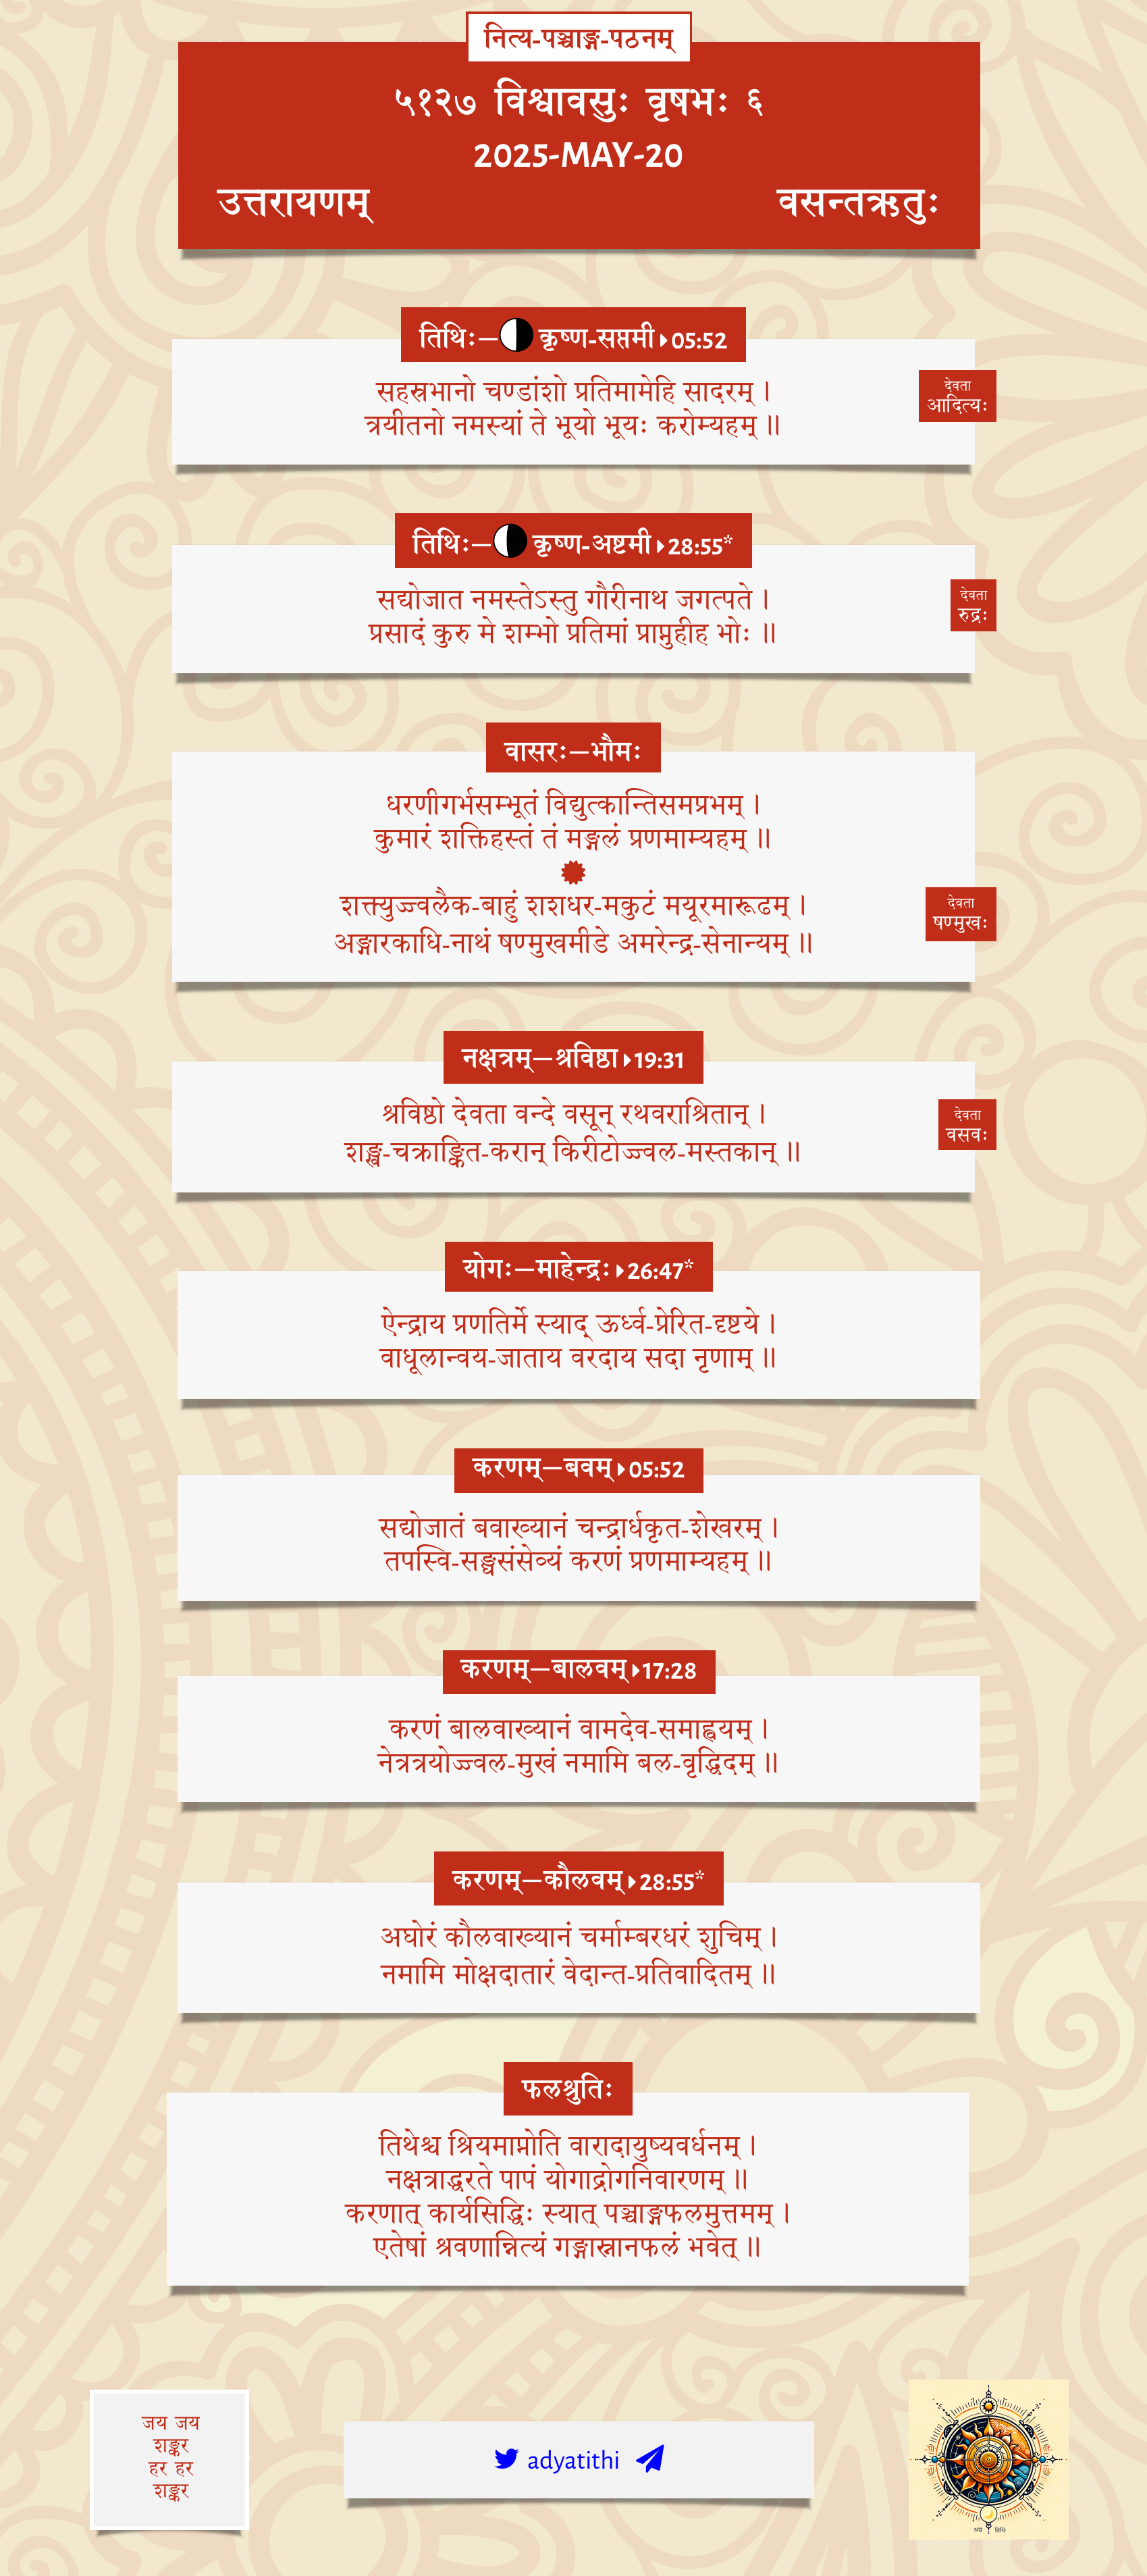 नित्य-पञ्चाङ्ग-पठनम्
५१२७ विश्वावसुः वृषभः ६
2025-MAY-20
उत्तरायणम् वसन्तऋतुः
तिथिः—कृष्ण-सप्तमी 05:52
सहस्रभानो चण्डांशो प्रतिमामेहि सादरम् ।
त्रयीतनो नमस्यां ते भूयो भूयः करोम्यहम् ॥
देवता
आदित्यः
तिथिः—कृष्ण-अष्टमी 28:55*
सद्योजात नमस्तेऽस्तु गौरीनाथ जगत्पते ।
प्रसादं कुरु मे शम्भो प्रतिमां प्राप्नुहीह भोः ॥
देवता
रुद्रः
वासरः—भौमः
धरणीगर्भसम्भूतं विद्युत्कान्तिसमप्रभम् ।
कुमारं शक्तिहस्तं तं मङ्गलं प्रणमाम्यहम् ॥
शक्त्युज्ज्वलैक-बाहुं शशधर-मकुटं मयूरमारूढम् ।
अङ्गारकाधि-नाथं षण्मुखमीडे अमरेन्द्र-सेनान्यम् ॥
देवता
षण्मुखः
नक्षत्रम्—श्रविष्ठा 19:31
श्रविष्ठो देवता वन्दे वसून् रथवराश्रितान् ।
शङ्ख-चक्राङ्कित-करान् किरीटोज्ज्वल-मस्तकान् ॥
देवता
वसवः
योगः—माहेन्द्रः 26:47*
ऐन्द्राय प्रणतिर्मे स्याद् ऊर्ध्व-प्रेरित-दृष्टये ।
वाधूलान्वय-जाताय वरदाय सदा नृणाम् ॥
करणम्—बवम् 05:52
सद्योजातं बवाख्यानं चन्द्रार्धकृत-शेखरम् ।
तपस्वि-सङ्घसंसेव्यं करणं प्रणमाम्यहम् ॥
करणम्—बालवम् 17:28
करणं बालवाख्यानं वामदेव-समाह्वयम् ।
नेत्रत्रयोज्ज्वल-मुखं नमामि बल-वृद्धिदम् ॥
करणम्—कौलवम् 28:55*
अघोरं कौलवाख्यानं चर्माम्बरधरं शुचिम् ।
नमामि मोक्षदातारं वेदान्त-प्रतिवादितम् ॥
फलश्रुतिः
तिथेश्च श्रियमाप्नोति वारादायुष्यवर्धनम् ।
नक्षत्राद्धरते पापं योगाद्रोगनिवारणम् ॥
करणात् कार्यसिद्धिः स्यात् पञ्चाङ्गफलमुत्तमम् ।
एतेषां श्रवणान्नित्यं गङ्गास्नानफलं भवेत् ॥
जय जय
शङ्कर
हर हर
शङ्कर
adyatithi
अद्य तिथिः